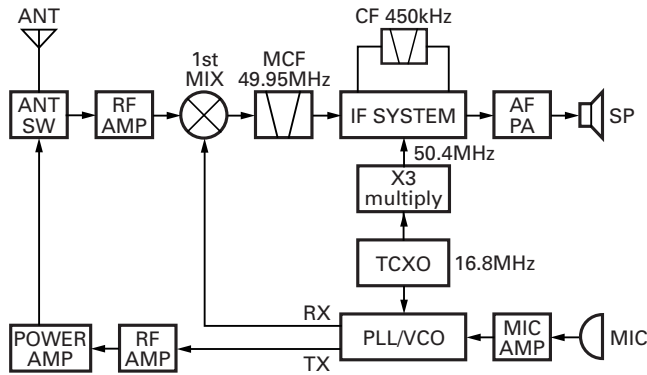 ANT
CF 450kHz
1st
MIX
MCF
49.95MHz
ANT
SW
RF
AMP
IF SYSTEM
AF
PA
SP
50.4MHz
X3
multiply
TCXO
16.8MHz
RX
POWER
AMP
RF
AMP
TX
PLL/VCO
MIC
AMP
MIC